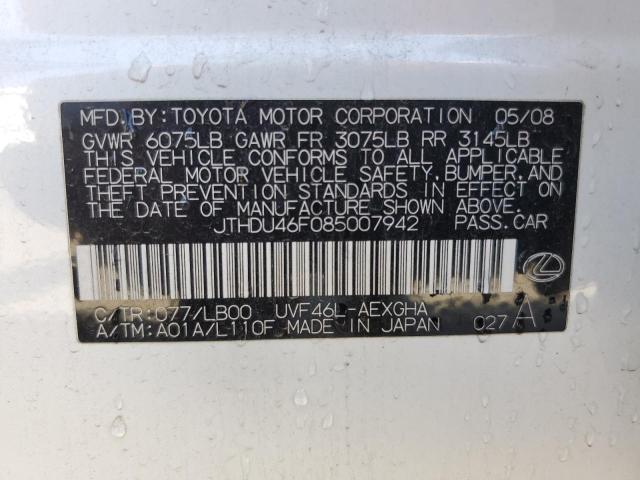 MFD.BY:TOYOTA MOTOR CORPORATION 05/08
GVWR 6075LB GAWR FR 3075LB RR 3145LB
THIS VEHICLE CONFORMS TO ALL APPLICABLE
FEDERAL MOTOR VEHICLE SAFETY,BUMPER,AND
THEFT PREVENTION STANDARDS IN EFFECT ON
THE DATE OF MANUFACTURE SHOWN ABOVE.
JTHDU46F085007942 PASS.CAR
C/TR:077/LB00 UVF46L-AEXGHA
A/TM:A01A/L110F MADE IN JAPAN 027A